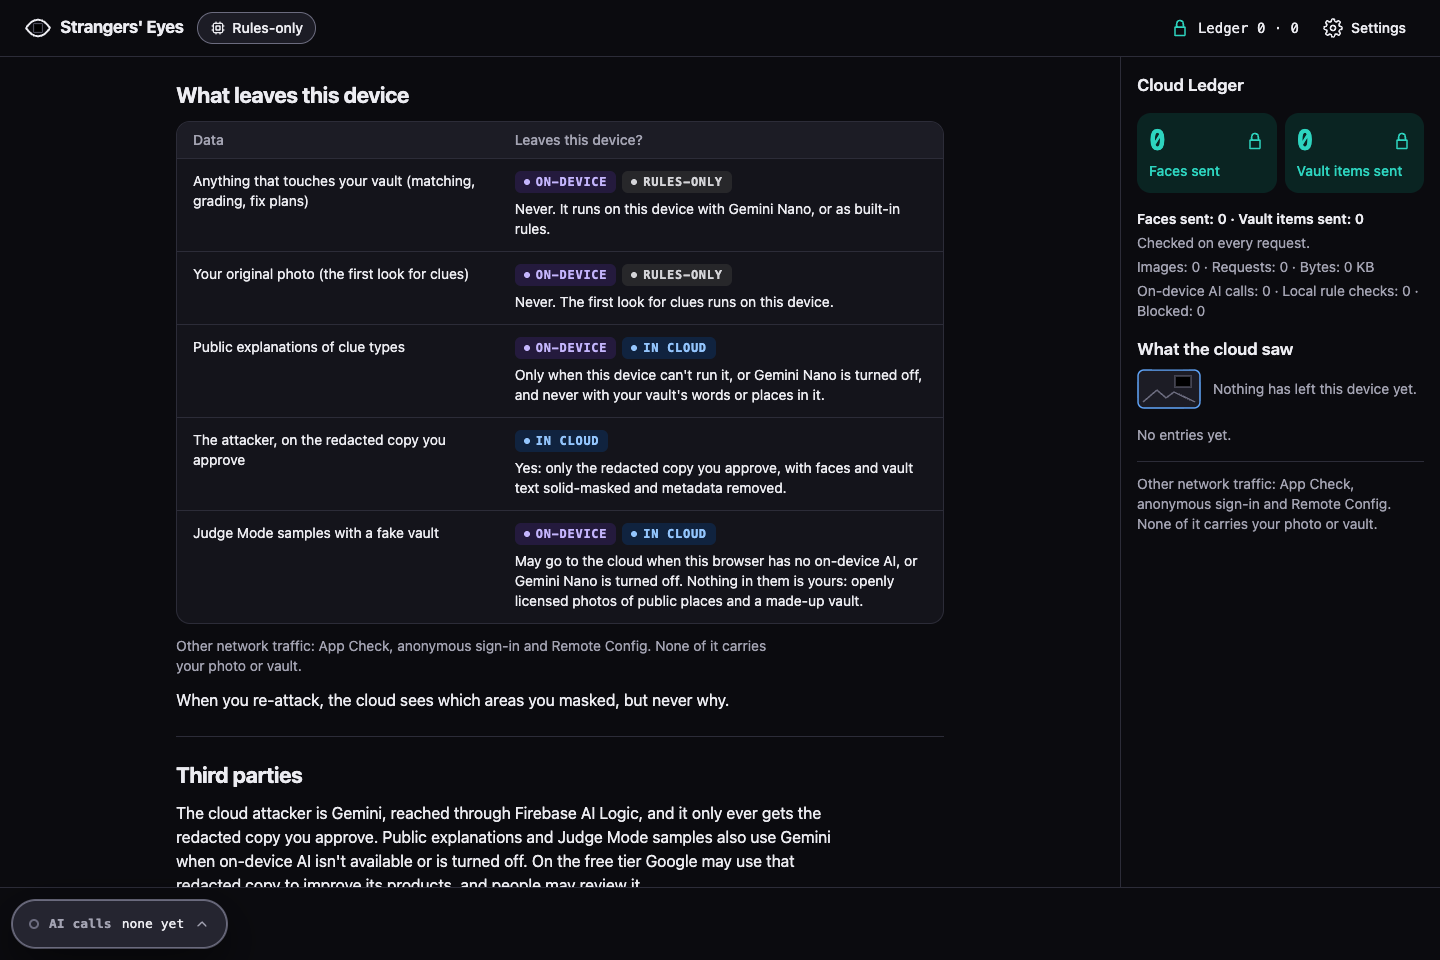 Strangers' Eyes
Rules-only
Ledger 0 · 0
Settings
What leaves this device
Data
Leaves this device?
Anything that touches your vault (matching,
grading, fix plans)
ON-DEVICE
RULES-ONLY
Never. It runs on this device with Gemini Nano, or as built-in
rules.
Your original photo (the first look for clues)
ON-DEVICE
RULES-ONLY
Never. The first look for clues runs on this device.
Public explanations of clue types
ON-DEVICE
IN CLOUD
Only when this device can't run it, or Gemini Nano is turned off,
and never with your vault's words or places in it.
The attacker, on the redacted copy you
approve
IN CLOUD
Yes: only the redacted copy you approve, with faces and vault
text solid-masked and metadata removed.
Judge Mode samples with a fake vault
ON-DEVICE
IN CLOUD
May go to the cloud when this browser has no on-device AI, or
Gemini Nano is turned off. Nothing in them is yours: openly
licensed photos of public places and a made-up vault.
Other network traffic: App Check, anonymous sign-in and Remote Config. None of it carries
your photo or vault.
When you re-attack, the cloud sees which areas you masked, but never why.
Third parties
The cloud attacker is Gemini, reached through Firebase AI Logic, and it only ever gets the
redacted copy you approve. Public explanations and Judge Mode samples also use Gemini
when on-device AI isn't available or is turned off. On the free tier Google may use that
redacted copy to improve its products, and people may review it.
Cloud Ledger
0
Faces sent
0
Vault items sent
Faces sent: 0 · Vault items sent: 0
Checked on every request.
Images: 0 · Requests: 0 · Bytes: 0 KB
On-device AI calls: 0 · Local rule checks: 0 ·
Blocked: 0
What the cloud saw
Nothing has left this device yet.
No entries yet.
Other network traffic: App Check,
anonymous sign-in and Remote Config.
None of it carries your photo or vault.
AI calls none yet